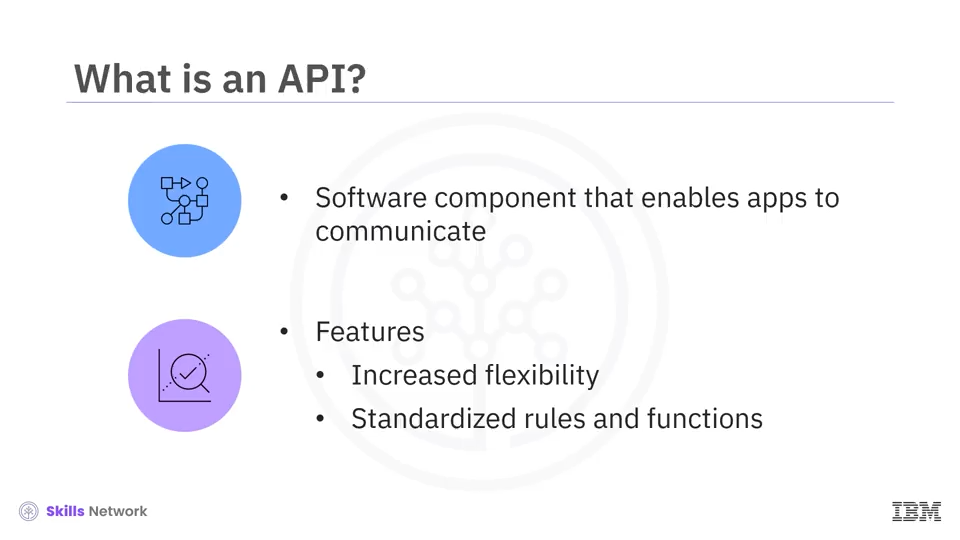 What is an API?
• Software component that enables apps to
communicate
• Features
• Increased flexibility
• Standardized rules and functions
Skills Network
IBM